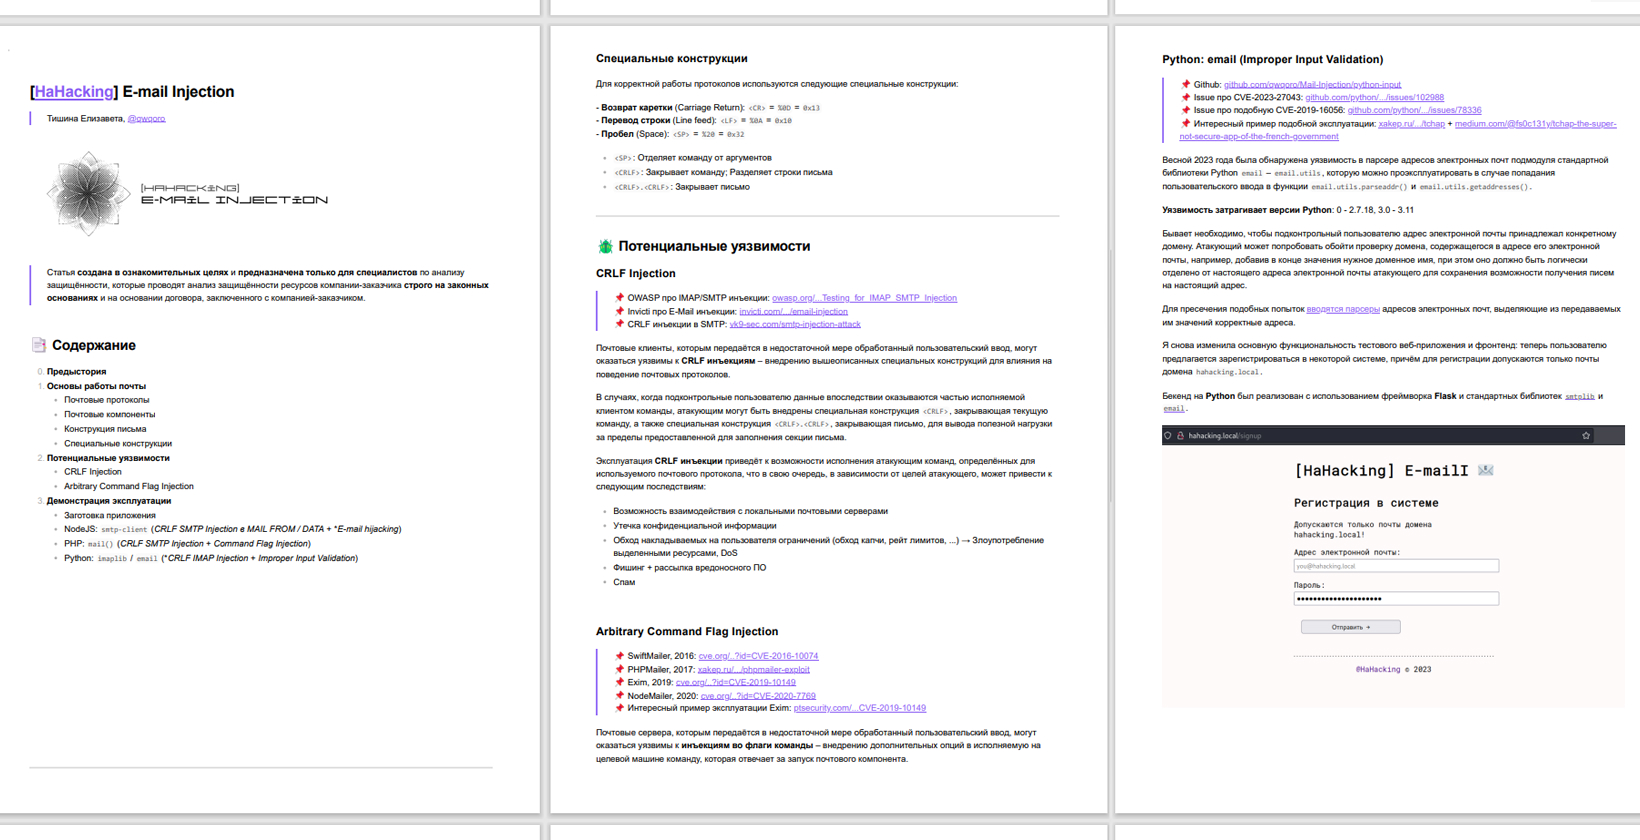 [HaHacking] E-mail Injection
Тишина Елизавета, @qwqoro
[HAHACKING]
E-MAIL INJECTION
Статья создана в ознакомительных целях и предназначена только для специалистов по анализу
защищённости, которые проводят анализ защищённости ресурсов компании-заказчика строго на законных
основаниях и на основании договора, заключенного с компанией-заказчиком.
Содержание
0. Предыстория
1. Основы работы почты
Почтовые протоколы
Почтовые компоненты
Конструкция письма
Специальные конструкции
2. Потенциальные уязвимости
CRLF Injection
Arbitrary Command Flag Injection
3. Демонстрация эксплуатации
Заготовка приложения
NodeJS: smtp-client (CRLF SMTP Injection в MAIL FROM / DATA + *E-mail hijacking)
PHP: mail() (CRLF SMTP Injection + Command Flag Injection)
Python: imaplib / email (*CRLF IMAP Injection + Improper Input Validation)
Специальные конструкции
Для корректной работы протоколов используются следующие специальные конструкции:
- Возврат каретки (Carriage Return): <CR> = %0D = 0x13
- Перевод строки (Line feed): <LF> = %0A = 0x10
- Пробел (Space): <SP> = %20 = 0x32
<SP>: Отделяет команду от аргументов
<CRLF>: Закрывает команду; Разделяет строки письма
<CRLF>.<CRLF>: Закрывает письмо
Потенциальные уязвимости
CRLF Injection
OWASP про IMAP/SMTP инъекции: owasp.org/...Testing_for_IMAP_SMTP_Injection
Invicti про E-Mail инъекции: invicti.com/.../email-injection
CRLF инъекции в SMTP: vk9-sec.com/smtp-injection-attack
Почтовые клиенты, которым передаётся в недостаточной мере обработанный пользовательский ввод, могут
оказаться уязвимы к CRLF инъекциям – внедрению вышеописанных специальных конструкций для влияния на
поведение почтовых протоколов.
В случаях, когда подконтрольные пользователю данные впоследствии оказываются частью исполняемой
клиентом команды, атакующим могут быть внедрены специальная конструкция <CRLF>, закрывающая текущую
команду, а также специальная конструкция <CRLF>.<CRLF>, закрывающая письмо, для вывода полезной нагрузки
за пределы предоставленной для заполнения секции письма.
Эксплуатация CRLF инъекции приведёт к возможности исполнения атакующим команд, определённых для
используемого почтового протокола, что в свою очередь, в зависимости от целей атакующего, может привести к
следующим последствиям:
Возможность взаимодействия с локальными почтовыми серверами
Утечка конфиденциальной информации
Обход накладываемых на пользователя ограничений (обход капчи, рейт лимитов, ...) → Злоупотребление
выделенными ресурсами, DoS
Фишинг + рассылка вредоносного ПО
Спам
Arbitrary Command Flag Injection
SwiftMailer, 2016: cve.org/..?id=CVE-2016-10074
PHPMailer, 2017: xakep.ru/.../phpmailer-exploit
Exim, 2019: cve.org/..?id=CVE-2019-10149
NodeMailer, 2020: cve.org/..?id=CVE-2020-7769
Интересный пример эксплуатации Exim: ptsecurity.com/...CVE-2019-10149
Почтовые сервера, которым передаётся в недостаточной мере обработанный пользовательский ввод, могут
оказаться уязвимы к инъекциям во флаги команды – внедрению дополнительных опций в исполняемую на
целевой машине команду, которая отвечает за запуск почтового компонента.
Python: email (Improper Input Validation)
Github: github.com/qwqoro/Mail-Injection/python-input
Issue про CVE-2023-27043: github.com/python/.../issues/102988
Issue про подобную CVE-2019-16056: github.com/python/.../issues/78336
Интересный пример подобной эксплуатации: xakep.ru/.../tchap + medium.com/@fs0c131y/tchap-the-super-
not-secure-app-of-the-french-government
Весной 2023 года была обнаружена уязвимость в парсере адресов электронных почт подмодуля стандартной
библиотеки Python email – email.utils, которую можно проэксплуатировать в случае попадания
пользовательского ввода в функции email.utils.parseaddr() и email.utils.getaddresses().
Уязвимость затрагивает версии Python: 0 - 2.7.18, 3.0 - 3.11
Бывает необходимо, чтобы подконтрольный пользователю адрес электронной почты принадлежал конкретному
домену. Атакующий может попробовать обойти проверку домена, содержащегося в адресе его электронной
почты, например, добавив в конце значения нужное доменное имя, при этом оно должно быть логически
отделено от настоящего адреса электронной почты атакующего для сохранения возможности получения писем
на настоящий адрес.
Для пресечения подобных попыток вводятся парсеры адресов электронных почт, выделяющие из передаваемых
им значений корректные адреса.
Я снова изменила основную функциональность тестового веб-приложения и фронтенд: теперь пользователю
предлагается зарегистрироваться в некоторой системе, причём для регистрации допускаются только почты
домена hahacking.local.
Бекенд на Python был реализован с использованием фреймворка Flask и стандартных библиотек smtplib и
email.
hahacking.local/signup
[HaHacking] E-mailI
Регистрация в системе
Допускаются только почты домена
hahacking.local!
Адрес электронной почты:
you@hahacking.local
Пароль:
Отправить →
@HaHacking © 2023